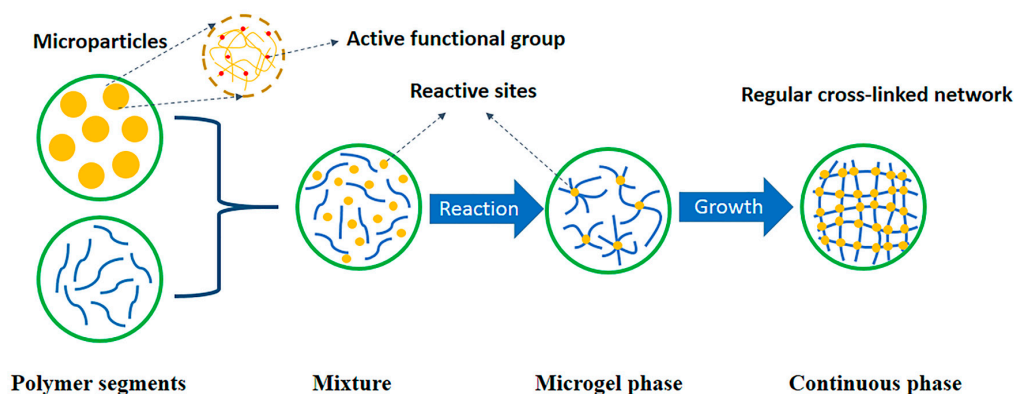 Microparticles
Active functional group
Reactive sites
Regular cross-linked network
Reaction
Growth
Polymer segments
Mixture
Microgel phase
Continuous phase